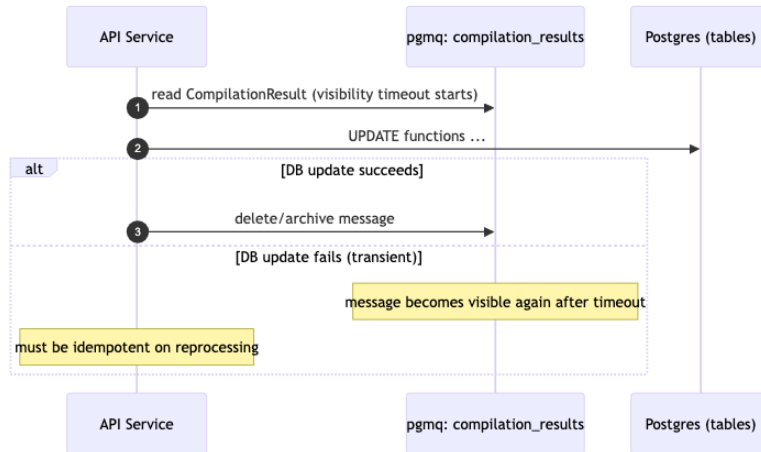 API Service
pgmq: compilation_results
Postgres (tables)
read CompilationResult (visibility timeout starts)
1
UPDATE functions ...
2
alt
[DB update succeeds]
delete/archive message
3
[DB update fails (transient)]
message becomes visible again after timeout
must be idempotent on reprocessing
API Service
pgmq: compilation_results
Postgres (tables)